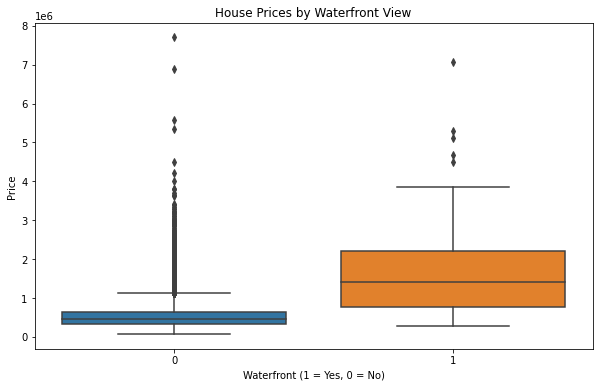 House Prices by Waterfront View
1e6
8
7
6
5
4
3
2
1
0
Price
0 1
Waterfront (1 = Yes, 0 = No)